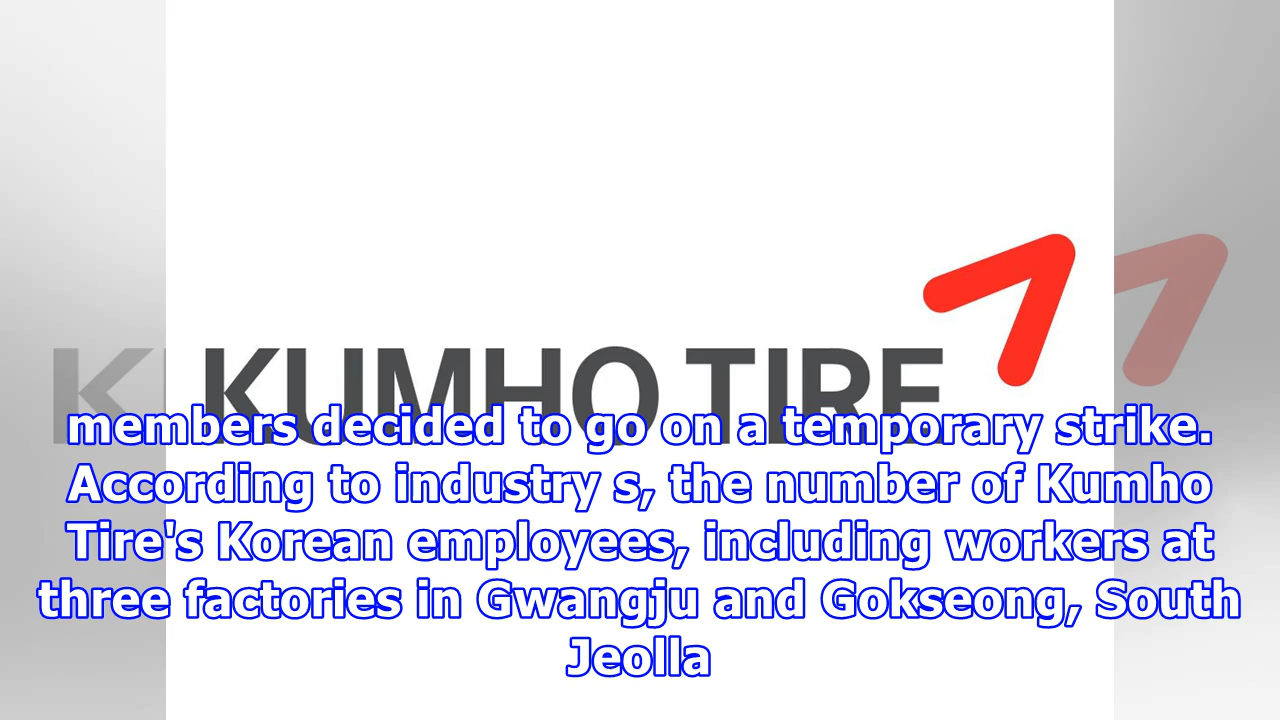 KUMHO TIRE
members decided to go on a temporary strike.
According to industry s, the number of Kumho
Tire's Korean employees, including workers at
three factories in Gwangju and Gokseong, South
Jeolla